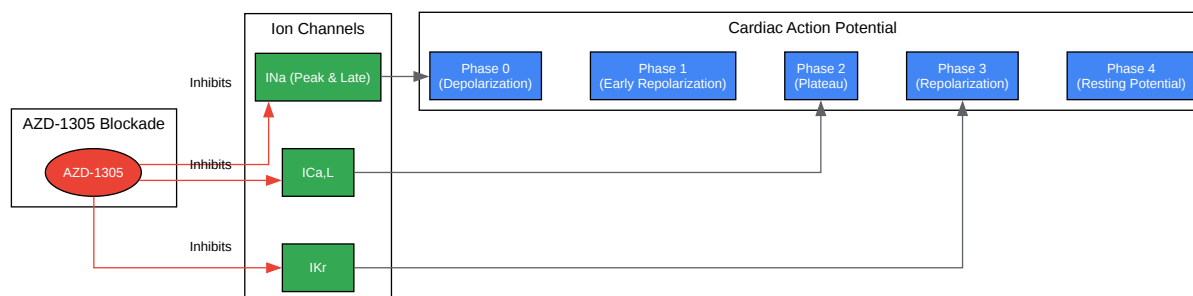 Ion Channels
Cardiac Action Potential
Inhibits
INa (Peak & Late)
Phase 0
(Depolarization)
Phase 1
(Early Repolarization)
Phase 2
(Plateau)
Phase 3
(Repolarization)
Phase 4
(Resting Potential)
AZD-1305 Blockade
AZD-1305
Inhibits
ICa,L
Inhibits
IKr